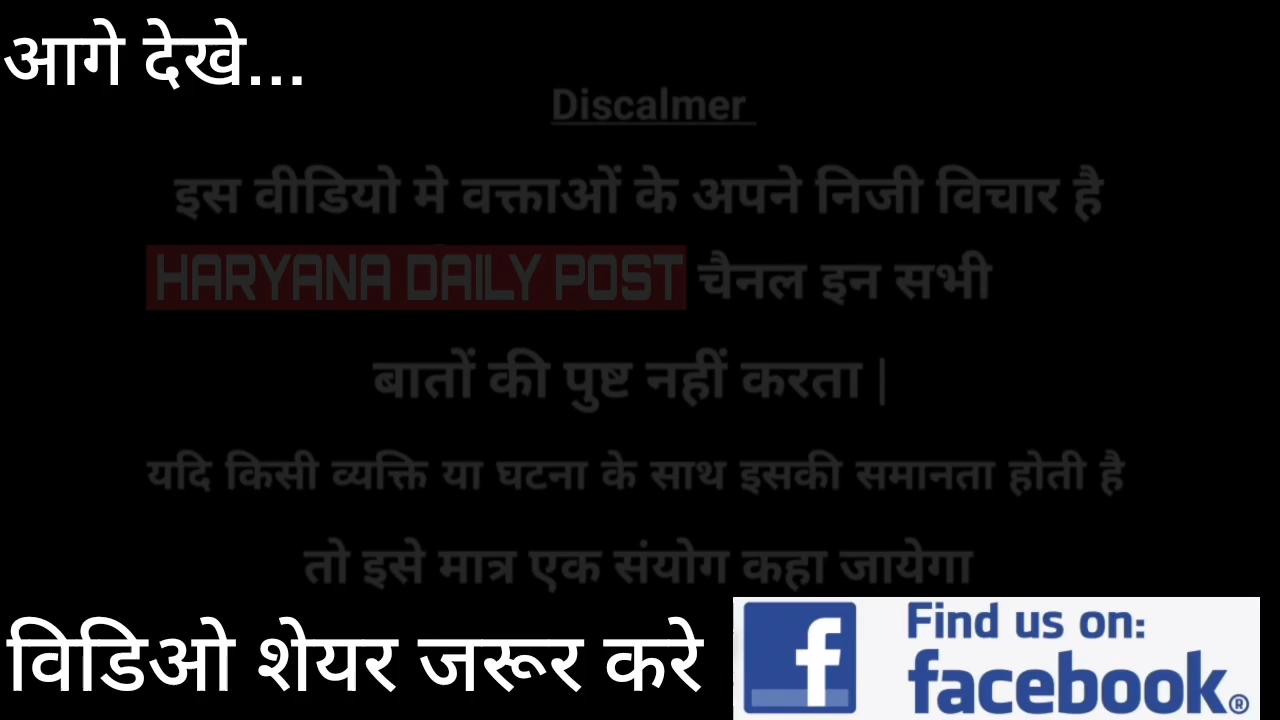 आगे देखे...
Discalmer
इस वीडियो मे वक्ताओं के अपने निजी विचार है
HARYANA DAILY POST चैनल इन सभी
बातों की पुष्ट नहीं करता |
यदि किसी व्यक्ति या घटना के साथ इसकी समानता होती है
तो इसे मात्र एक संयोग कहा जायेगा
विडिओ शेयर जरूर करे
f
Find us on:
facebook®